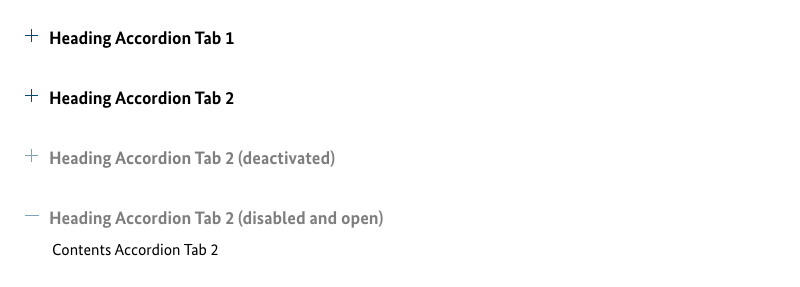 Heading Accordion Tab 1
Heading Accordion Tab 2
Heading Accordion Tab 2 (deactivated)
Heading Accordion Tab 2 (disabled and open)
Contents Accordion Tab 2